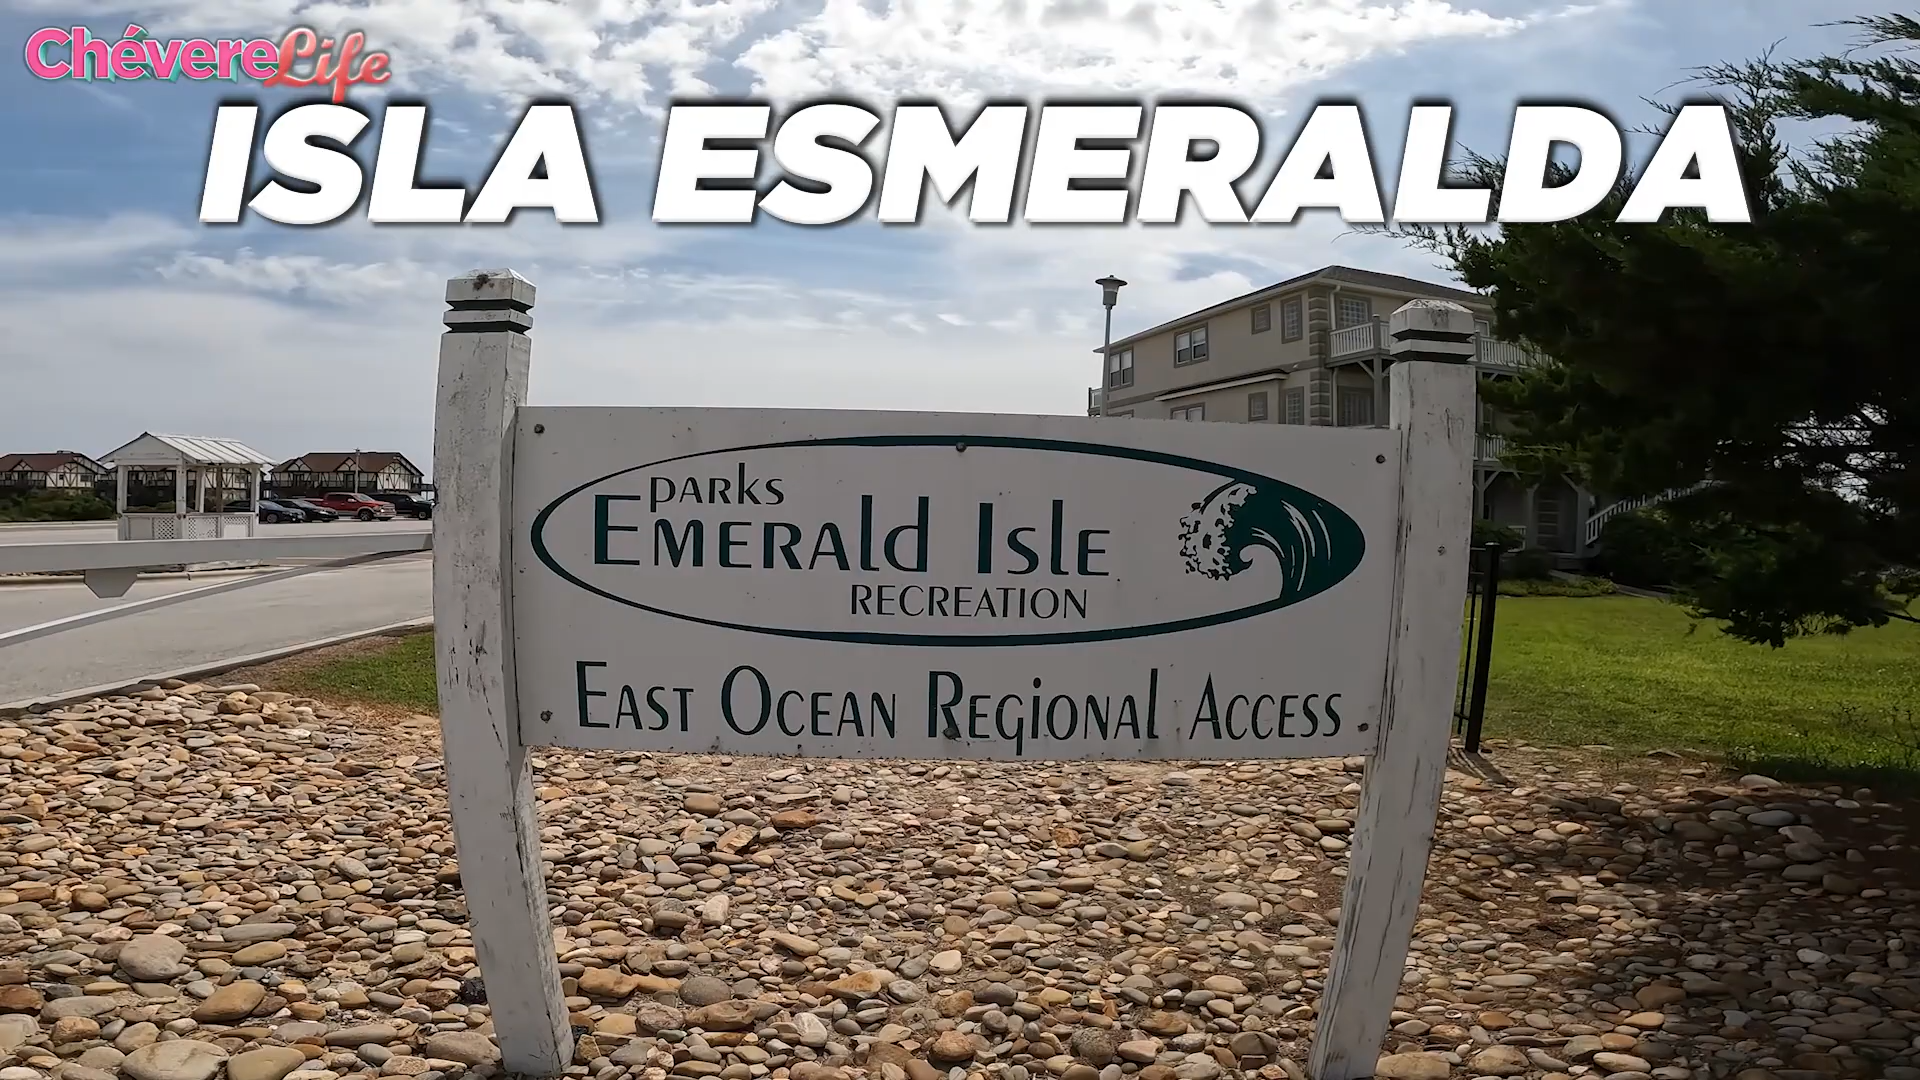 ChévereLife
ISLA ESMERALDA
PARKS
EMERALD ISLE
RECREATION
EAST OCEAN REGIONAL ACCESS